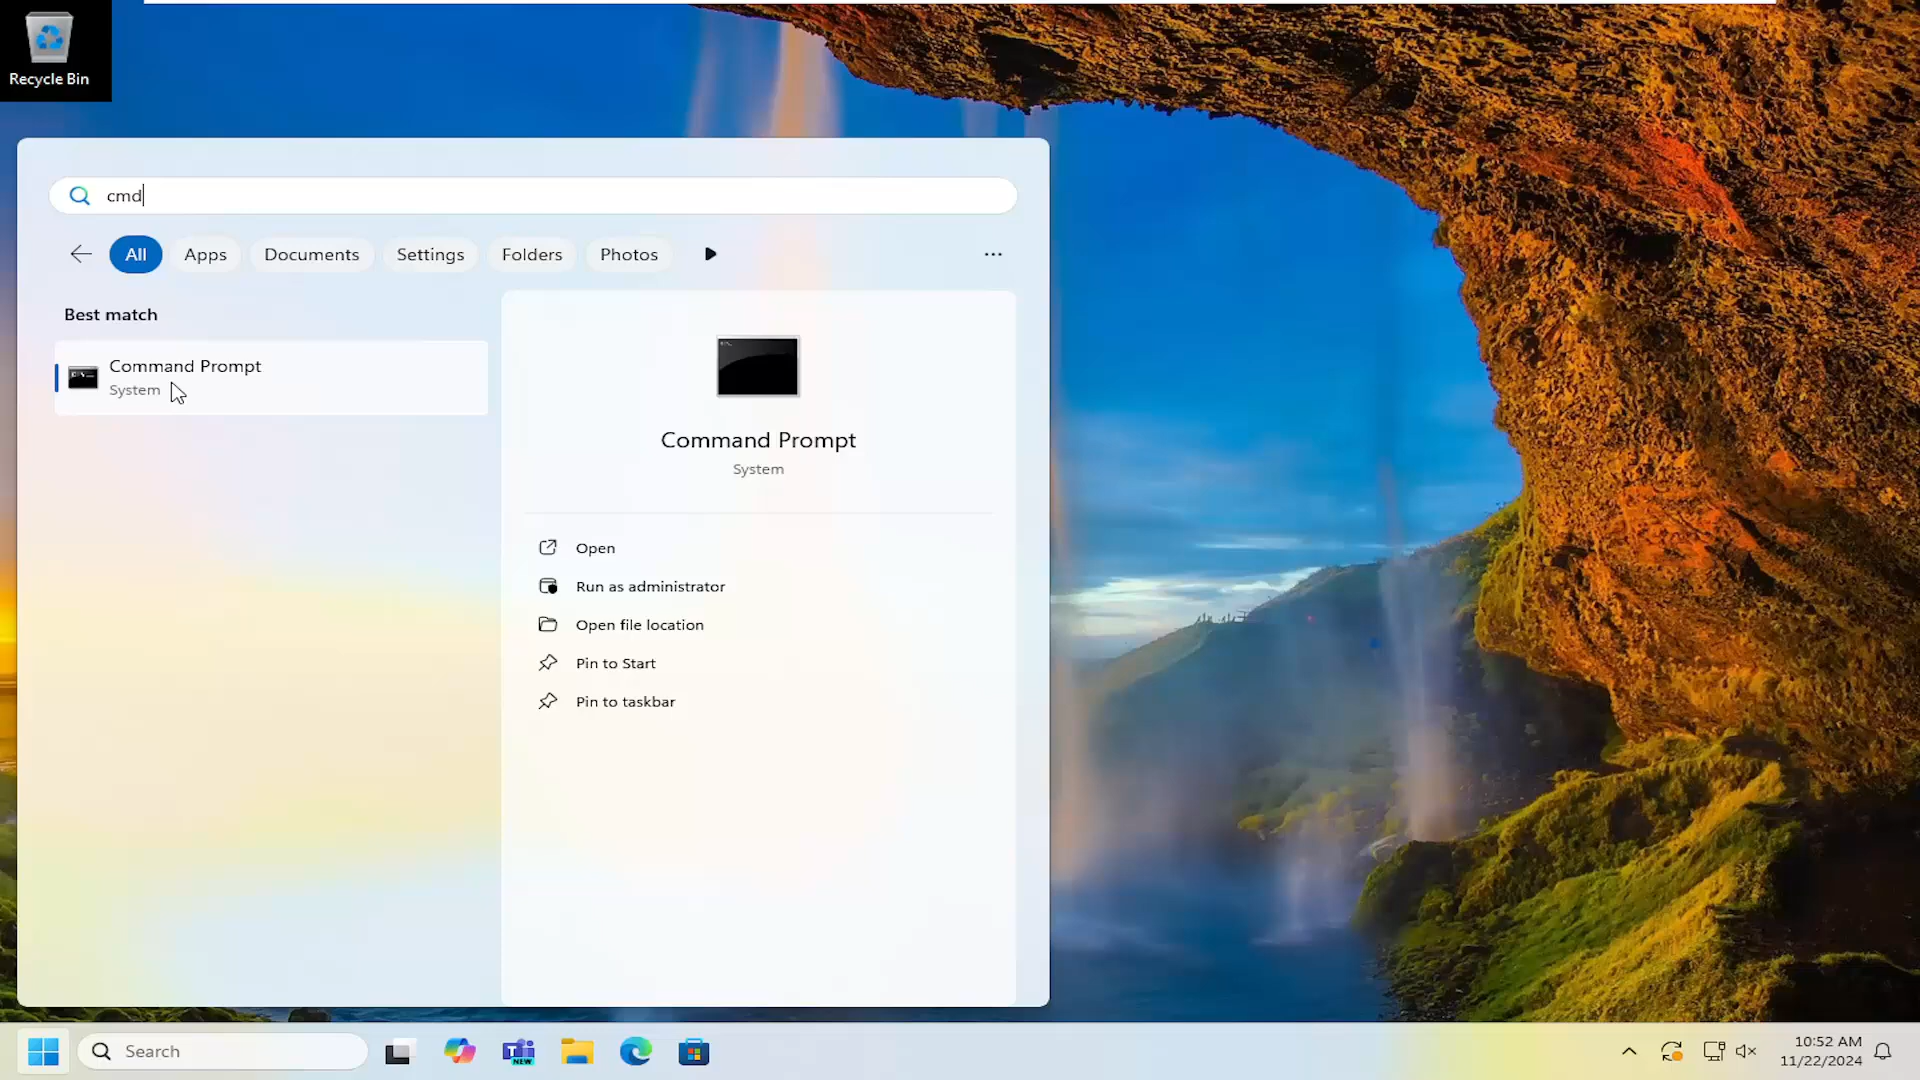 Recycle Bin
cmd
All Apps Documents Settings Folders Photos
Best match
Command Prompt
System
Command Prompt
System
Open
Run as administrator
Open file location
Pin to Start
Pin to taskbar
Search
NEW
10:52 AM
11/22/2024